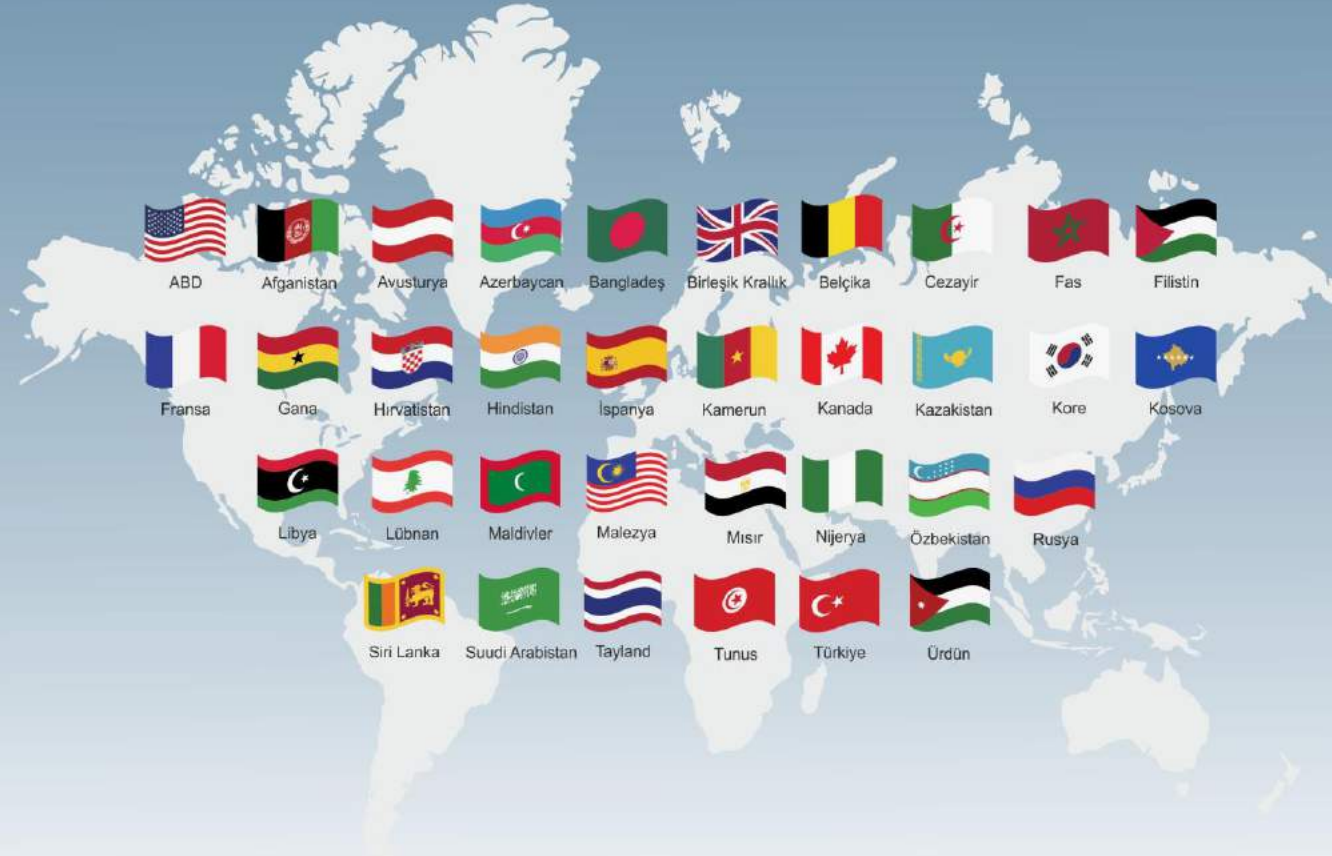 ABD Afganistan Avusturya Azerbaycan Bangladeş Birleşik Krallık Belçika Cezayir Fas Filistin
Fransa Gana Hırvatistan Hindistan İspanya Kamerun Kanada Kazakistan Kore Kosova
Libya Lübnan Maldivler Malezya Mısır Nijerya Özbekistan Rusya
Siri Lanka Suudi Arabistan Tayland Tunus Türkiye Ürdün